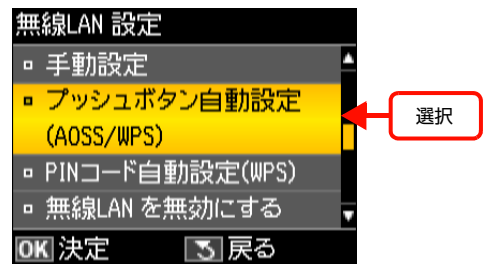 無線LAN 設定
手動設定
プッシュボタン自動設定
(AOSS/WPS)
選択
PINコード自動設定(WPS)
無線LAN を無効にする
OK 決定 戻る